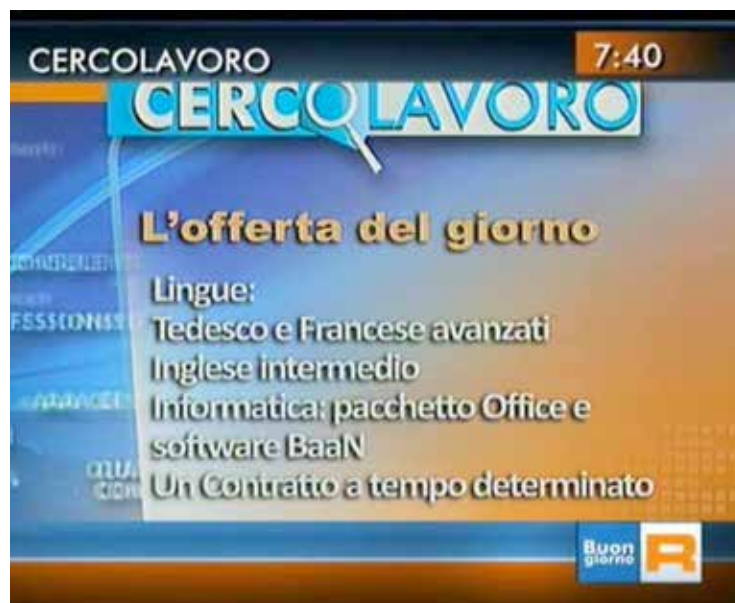 CERCOLAVORO
7:40
CERCOLAVORO
L'offerta del giorno
Lingue:
Tedesco e Francese avanzati
Inglese intermedio
Informatica: pacchetto Office e
software BaaN
Un Contratto a tempo determinato
Buon
giorno
R